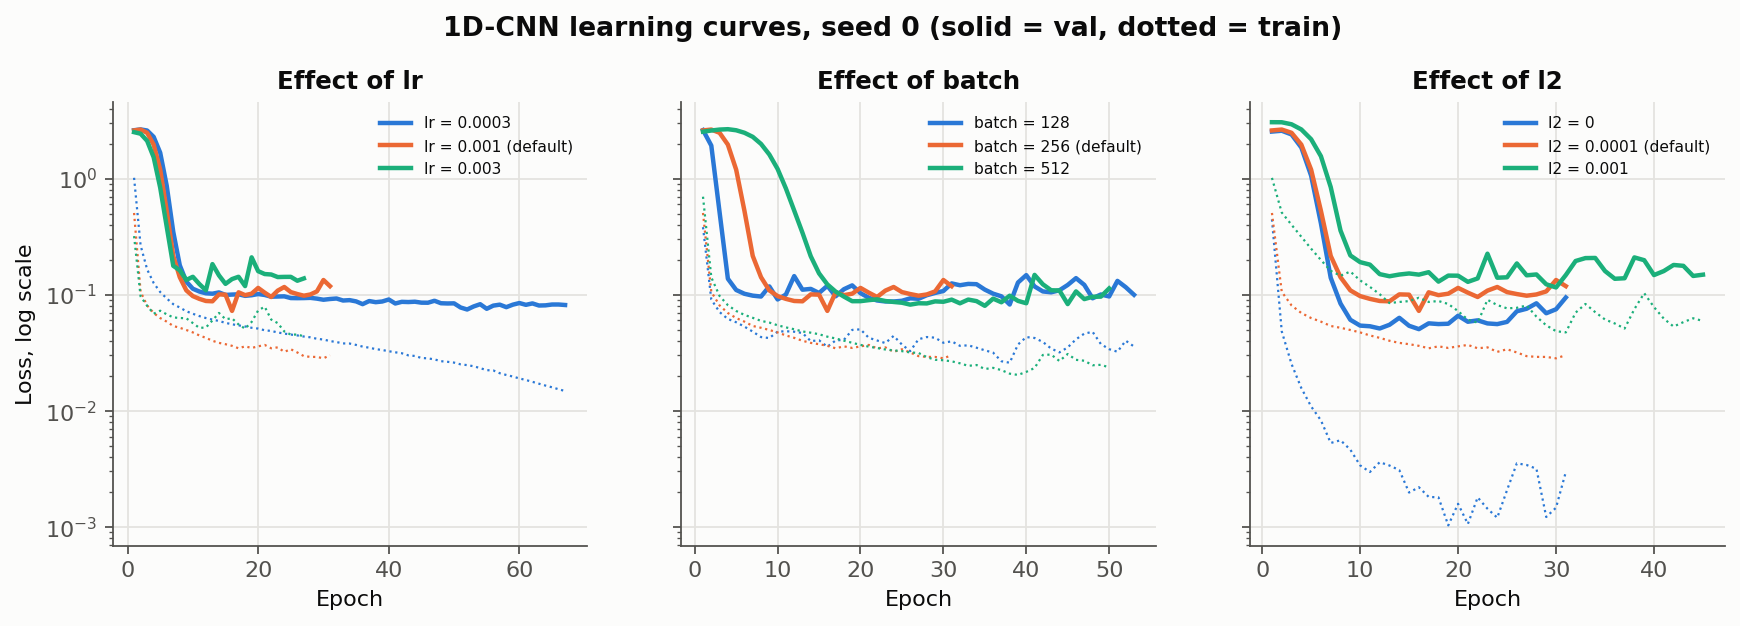 1D-CNN learning curves, seed 0 (solid = val, dotted = train)
Effect of lr
lr = 0.0003
lr = 0.001 (default)
lr = 0.003
Loss, log scale
10⁰
10⁻¹
10⁻²
10⁻³
0 20 40 60
Epoch
Effect of batch
batch = 128
batch = 256 (default)
batch = 512
0 10 20 30 40 50
Epoch
Effect of l2
l2 = 0
l2 = 0.0001 (default)
l2 = 0.001
0 10 20 30 40
Epoch